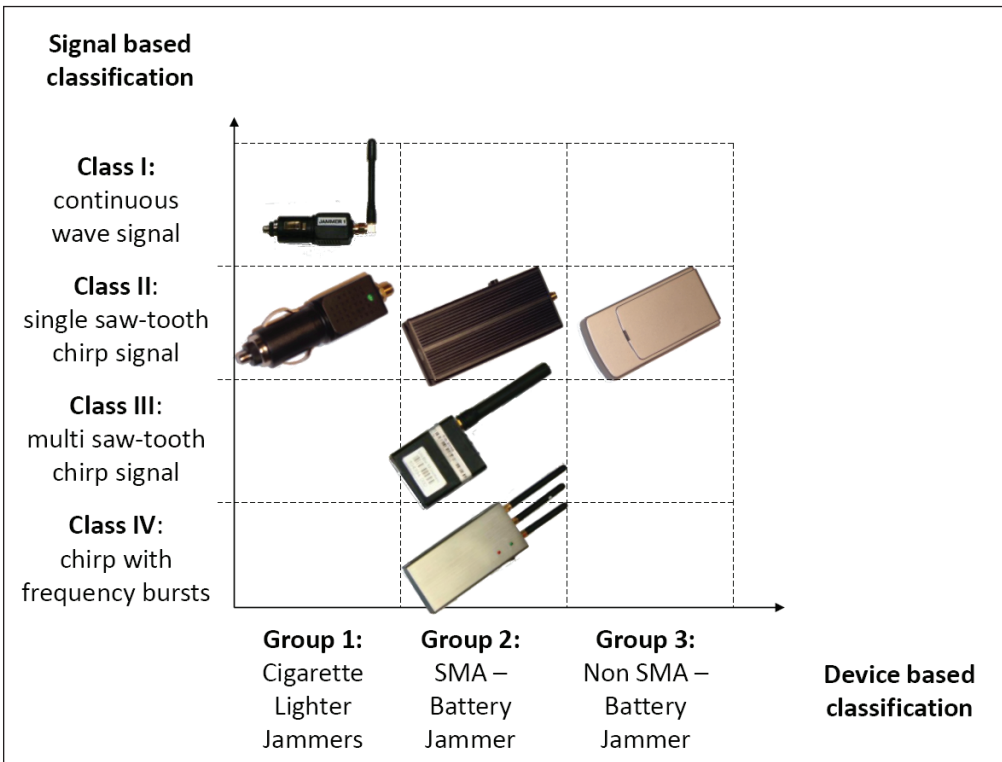 Signal based
classification
Class I:
continuous
wave signal
JAMMER 1
Class II:
single saw-tooth
chirp signal
Class III:
multi saw-tooth
chirp signal
Class IV:
chirp with
frequency bursts
Group 1:
Cigarette
Lighter
Jammers
Group 2:
SMA –
Battery
Jammer
Group 3:
Non SMA –
Battery
Jammer
Device based
classification